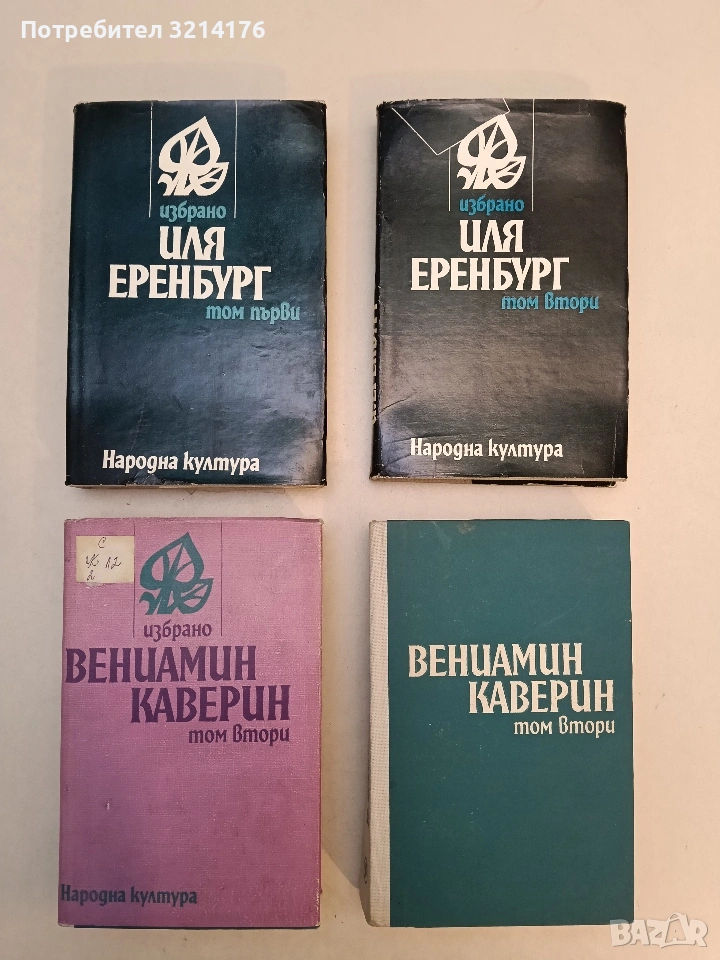 Потребител 3214176
избрано
ИЛЯ
ЕРЕНБУРГ
том първи
Народна култура
избрано
ИЛЯ
ЕРЕНБУРГ
том втори
Народна култура
избрано
ВЕНИАМИН
КАВЕРИН
том втори
Народна култура
ВЕНИАМИН
КАВЕРИН
том втори
BAZAR